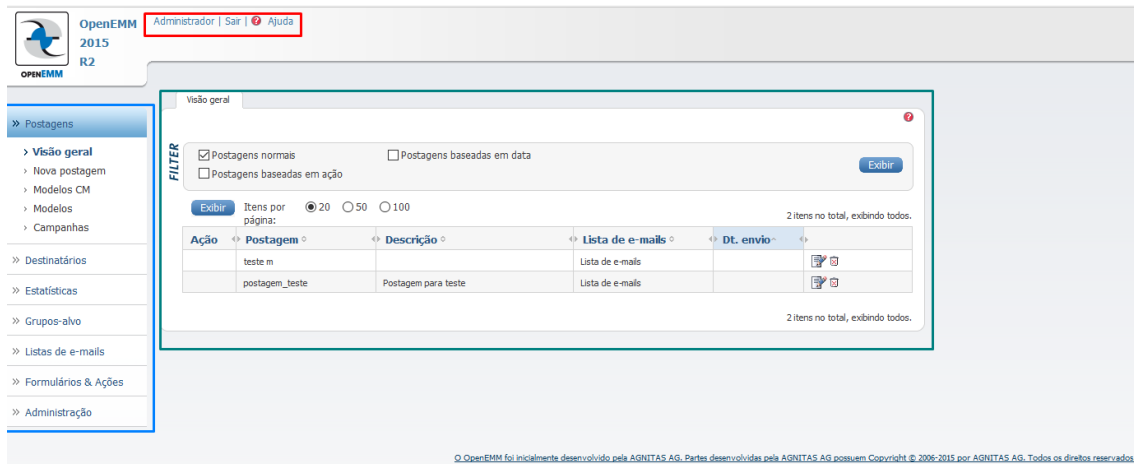 OpenEMM
2015
R2
OPENEMM
Administrador | Sair | Ajuda
» Postagens
› Visão geral
› Nova postagem
› Modelos CM
› Modelos
› Campanhas
» Destinatários
» Estatísticas
» Grupos-alvo
» Listas de e-mails
» Formulários & Ações
» Administração
Visão geral
FILTER
Postagens normais Postagens baseadas em data
Postagens baseadas em ação
Exibir
Exibir Itens por página: 20 50 100
2 itens no total, exibindo todos.
Ação Postagem Descrição Lista de e-mails Dt. envio
teste m Lista de e-mails
postagem_teste Postagem para teste Lista de e-mails
2 itens no total, exibindo todos.
O OpenEMM foi inicialmente desenvolvido pela AGNITAS AG. Partes desenvolvidas pela AGNITAS AG possuem Copyright © 2006-2015 por AGNITAS AG. Todos os direitos reservados